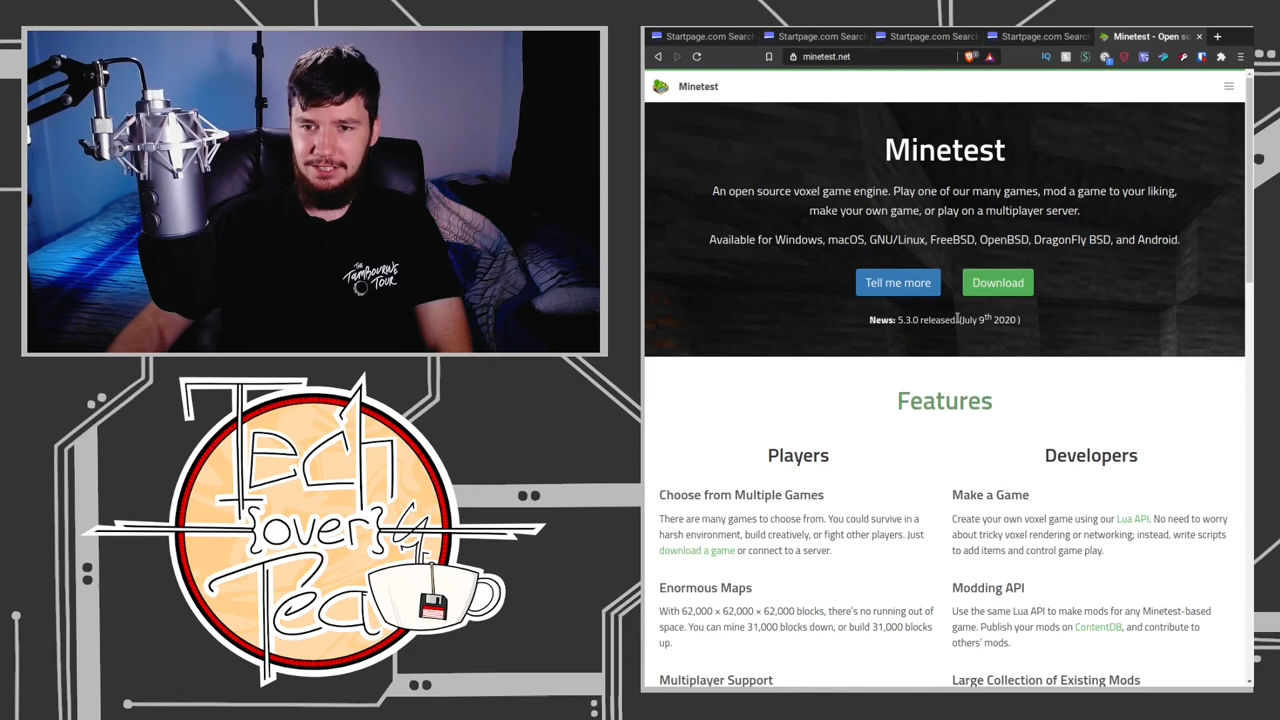 THE
TAMBOURINE
TOUR
Tech
{over}
Tea
Startpage.com Search
Startpage.com Search
Startpage.com Search
Startpage.com Search
Minetest - Open so
minetest.net
Minetest
Minetest
An open source voxel game engine. Play one of our many games, mod a game to your liking,
make your own game, or play on a multiplayer server.
Available for Windows, macOS, GNU/Linux, FreeBSD, OpenBSD, DragonFly BSD, and Android.
Tell me more
Download
News: 5.3.0 released (July 9th 2020 )
Features
Players
Choose from Multiple Games
There are many games to choose from. You could survive in a
harsh environment, build creatively, or fight other players. Just
download a game or connect to a server.
Enormous Maps
With 62,000 × 62,000 × 62,000 blocks, there's no running out of
space. You can mine 31,000 blocks down, or build 31,000 blocks
up.
Multiplayer Support
Developers
Make a Game
Create your own voxel game using our Lua API. No need to worry
about tricky voxel rendering or networking; instead, write scripts
to add items and control game play.
Modding API
Use the same Lua API to make mods for any Minetest-based
game. Publish your mods on ContentDB, and contribute to
others' mods.
Large Collection of Existing Mods